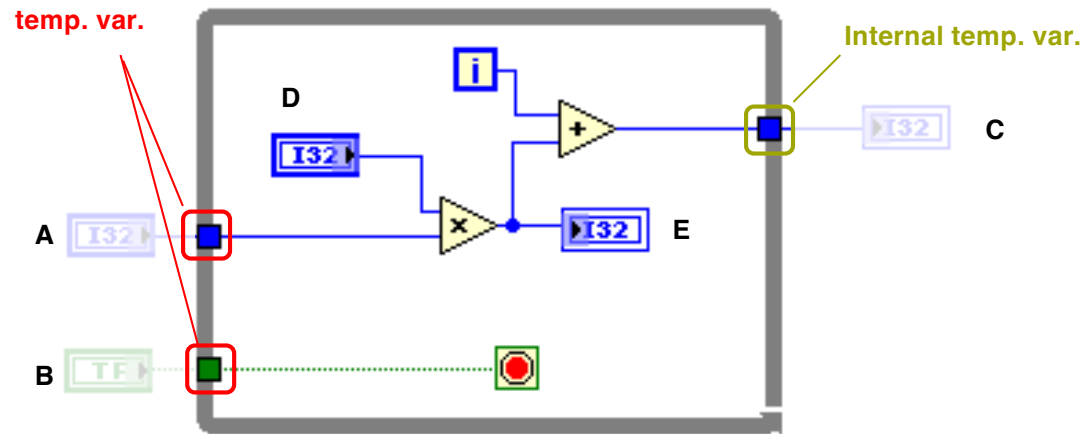 temp. var.
Internal temp. var.
i
D
+
I32
C
I32
A
I32
x
I32
E
B
TF